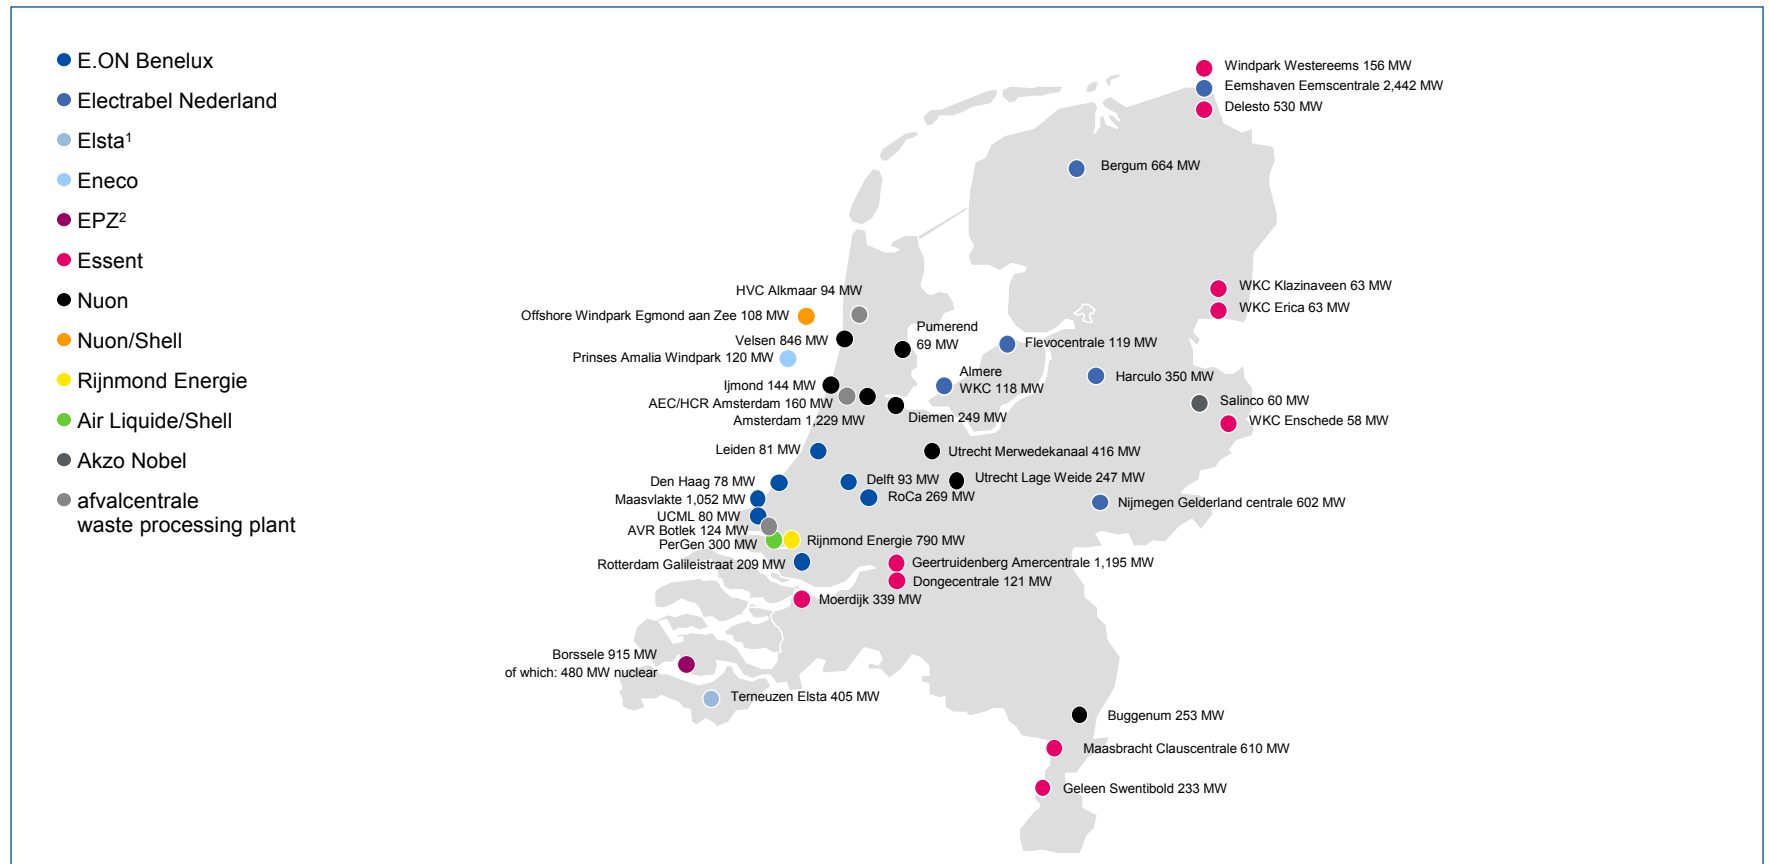 E.ON Benelux
Electrabel Nederland
Elsta1
Eneco
EPZ2
Essent
Nuon
Nuon/Shell
Rijnmond Energie
Air Liquide/Shell
Akzo Nobel
afvalcentrale
waste processing plant
Windpark Westereems 156 MW
Eemshaven Eemscentrale 2,442 MW
Delesto 530 MW
Bergum 664 MW
WKC Klazinaveen 63 MW
WKC Erica 63 MW
HVC Alkmaar 94 MW
Offshore Windpark Egmond aan Zee 108 MW
Velsen 846 MW
Prinses Amalia Windpark 120 MW
Pumerend
69 MW
Flevocentrale 119 MW
Almere
WKC 118 MW
Harculo 350 MW
Ijmond 144 MW
AEC/HCR Amsterdam 160 MW
Amsterdam 1,229 MW
Diemen 249 MW
Salinco 60 MW
WKC Enschede 58 MW
Leiden 81 MW
Utrecht Merwedekanaal 416 MW
Den Haag 78 MW
Delft 93 MW
Utrecht Lage Weide 247 MW
Maasvlakte 1,052 MW
RoCa 269 MW
Nijmegen Gelderland centrale 602 MW
UCML 80 MW
AVR Botlek 124 MW
PerGen 300 MW
Rijnmond Energie 790 MW
Rotterdam Galileistraat 209 MW
Geertruidenberg Amercentrale 1,195 MW
Dongecentrale 121 MW
Moerdijk 339 MW
Borssele 915 MW
of which: 480 MW nuclear
Terneuzen Elsta 405 MW
Buggenum 253 MW
Maasbracht Clauscentrale 610 MW
Geleen Swentibold 233 MW